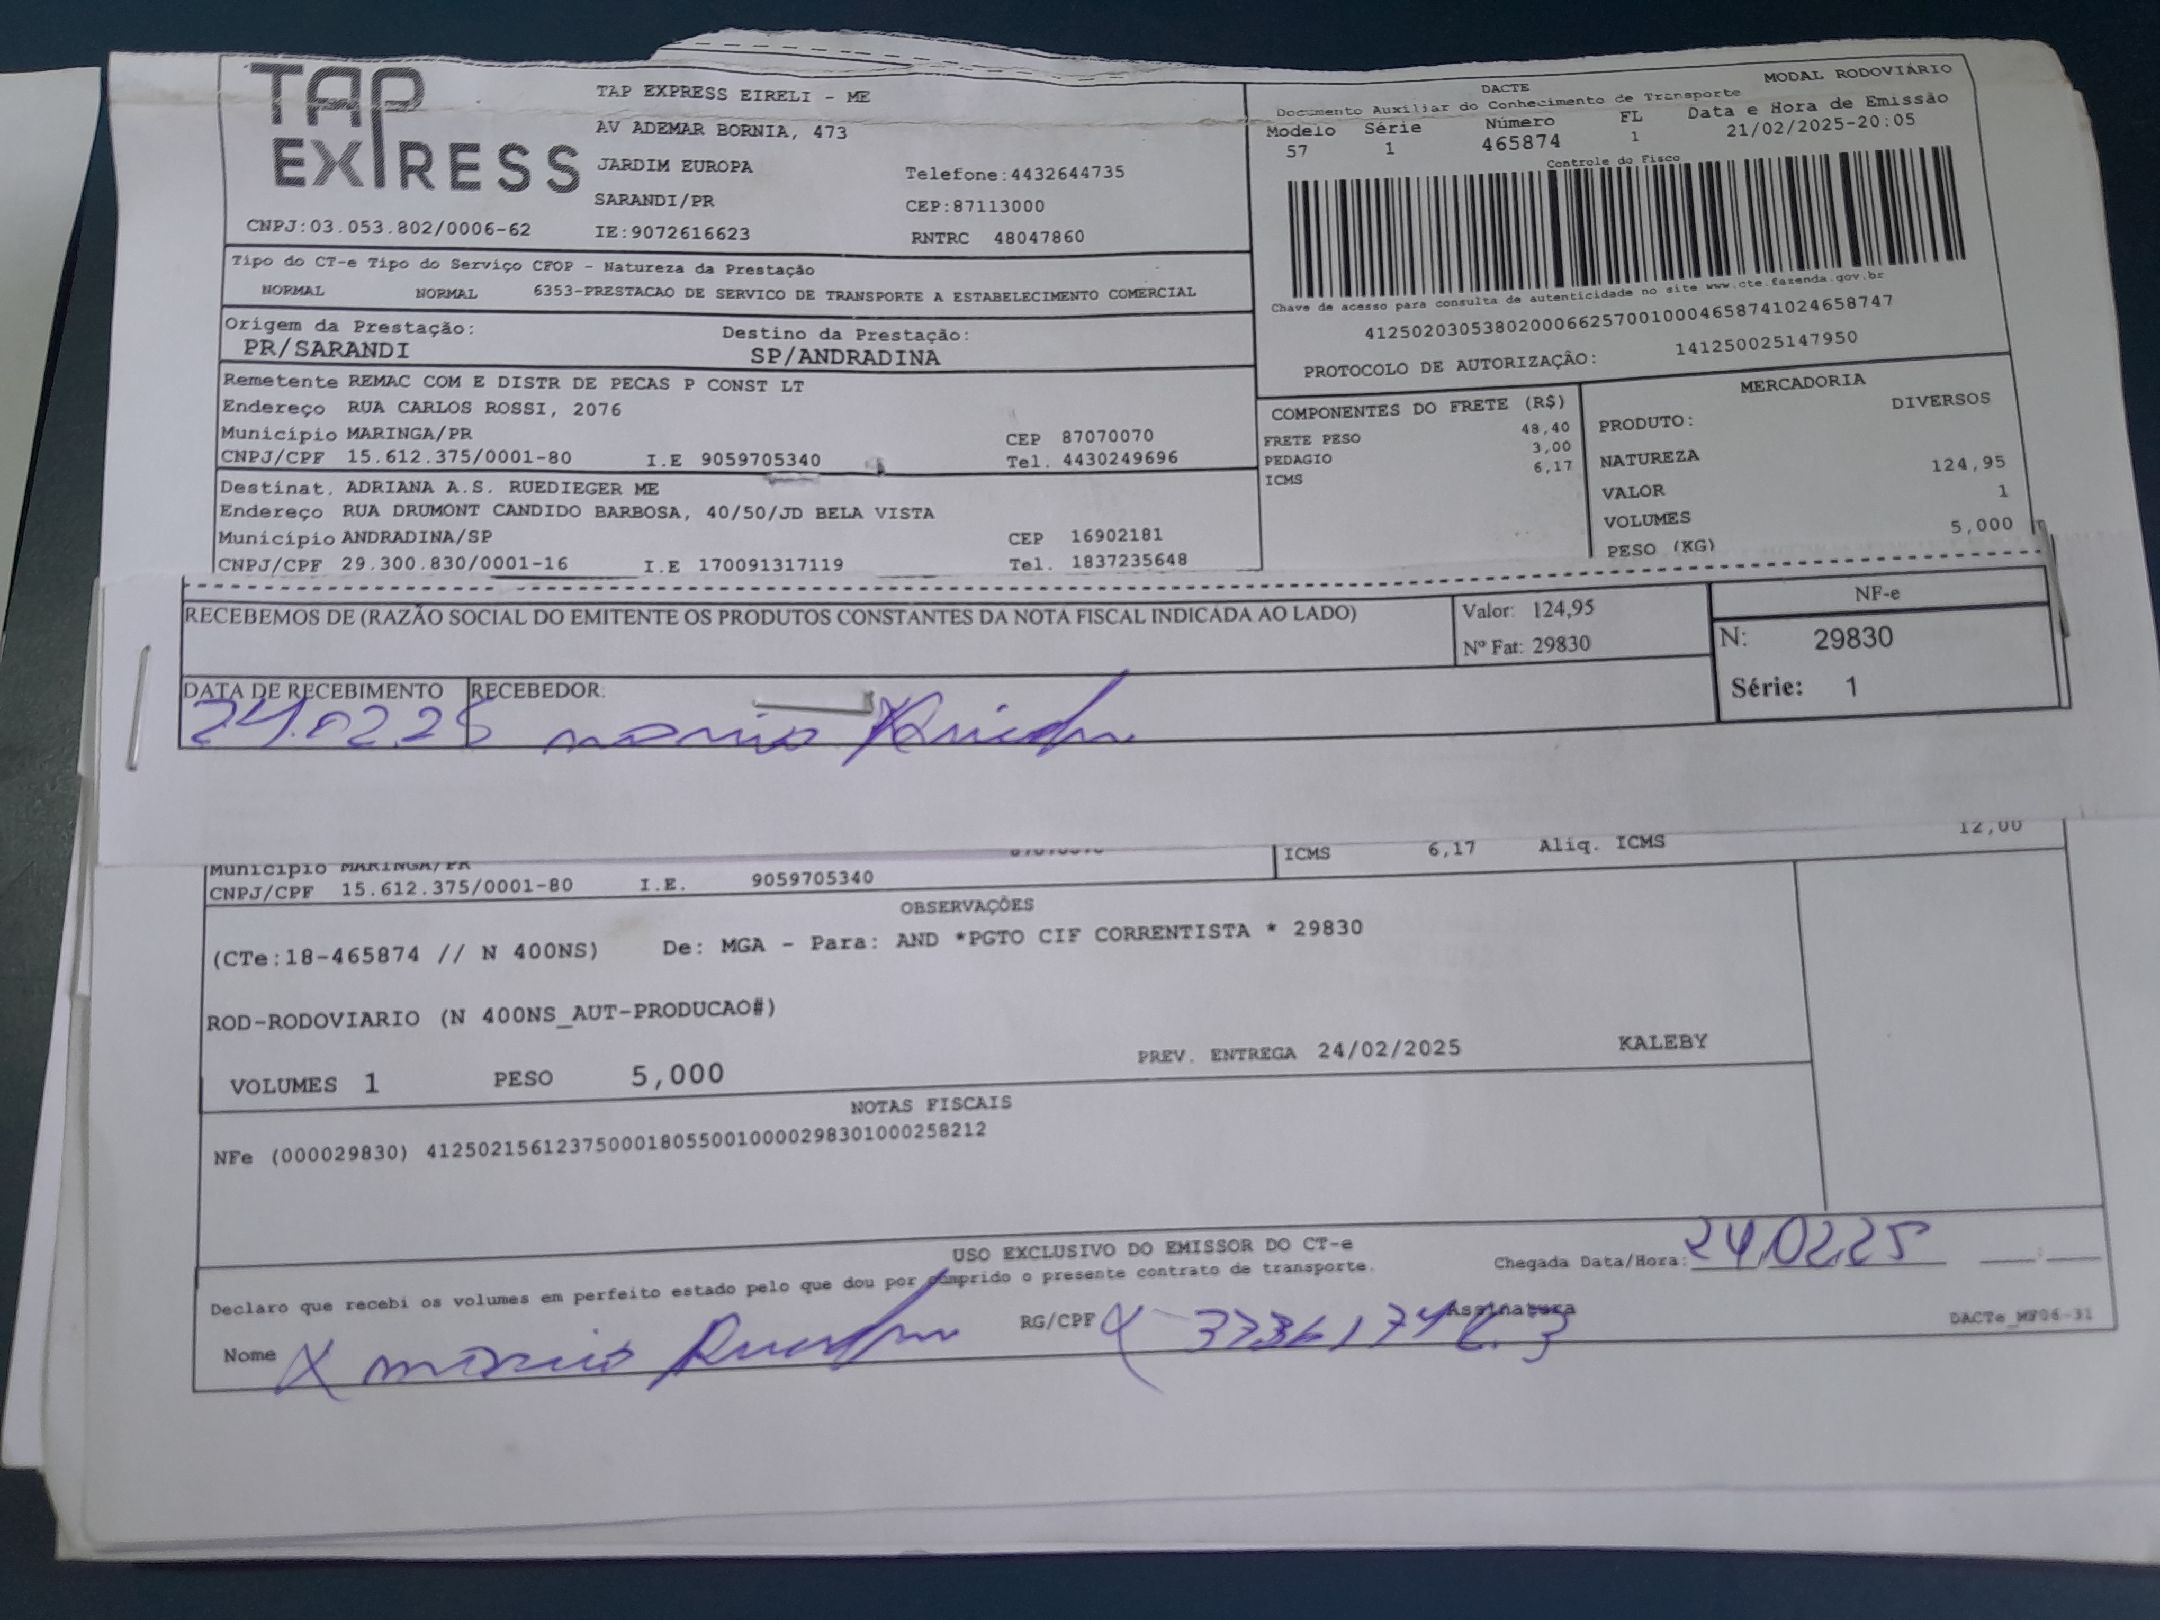 TAP EXPRESS
TAP EXPRESS EIRELI - ME
AV ADEMAR BORNIA, 473
JARDIM EUROPA Telefone:4432644735
SARANDI/PR CEP:87113000
CNPJ:03.053.802/0006-62 IE:9072616623 RNTRC 48047860
DACTE MODAL RODOVIÁRIO
Documento Auxiliar do Conhecimento de Transporte
Modelo Série Número FL Data e Hora de Emissão
57 1 465874 1 21/02/2025-20:05
Controle do Fisco
Chave de acesso para consulta de autenticidade no site www.cte.fazenda.gov.br
41250203053802000662570010004658741024658747
PROTOCOLO DE AUTORIZAÇÃO: 141250025147950
Tipo do CT-e Tipo do Serviço CFOP - Natureza da Prestação
NORMAL NORMAL 6353-PRESTACAO DE SERVICO DE TRANSPORTE A ESTABELECIMENTO COMERCIAL
Origem da Prestação: Destino da Prestação:
PR/SARANDI SP/ANDRADINA
Remetente REMAC COM E DISTR DE PECAS P CONST LT
Endereço RUA CARLOS ROSSI, 2076
Município MARINGA/PR CEP 87070070
CNPJ/CPF 15.612.375/0001-80 I.E 9059705340 Tel. 4430249696
Destinat. ADRIANA A.S. RUEDIEGER ME
Endereço RUA DRUMONT CANDIDO BARBOSA, 40/50/JD BELA VISTA
Município ANDRADINA/SP CEP 16902181
CNPJ/CPF 29.300.830/0001-16 I.E 170091317119 Tel. 1837235648
COMPONENTES DO FRETE (R$)
FRETE PESO 48,40
PEDAGIO 3,00
ICMS 6,17
MERCADORIA
PRODUTO: DIVERSOS
NATUREZA
VALOR 124,95
VOLUMES 1
PESO (KG) 5,000
RECEBEMOS DE (RAZÃO SOCIAL DO EMITENTE OS PRODUTOS CONSTANTES DA NOTA FISCAL INDICADA AO LADO)
Valor: 124,95
Nº Fat: 29830
NF-e
N: 29830
Série: 1
DATA DE RECEBIMENTO RECEBEDOR:
24.02.25
Município MARINGA/PR
CNPJ/CPF 15.612.375/0001-80 I.E. 9059705340
ICMS 6,17 Aliq. ICMS 12,00
OBSERVAÇÕES
(CTe:18-465874 // N 400NS) De: MGA - Para: AND *PGTO CIF CORRENTISTA * 29830
ROD-RODOVIARIO (N 400NS_AUT-PRODUCAO#)
VOLUMES 1 PESO 5,000 PREV. ENTREGA 24/02/2025 KALEBY
NOTAS FISCAIS
NFe (000029830) 41250215612375000180550010000298301000258212
USO EXCLUSIVO DO EMISSOR DO CT-e
Declaro que recebi os volumes em perfeito estado pelo que dou por cumprido o presente contrato de transporte.
Chegada Data/Hora: 24.02.25
Nome RG/CPF Assinatura
DACTe_MF06-31